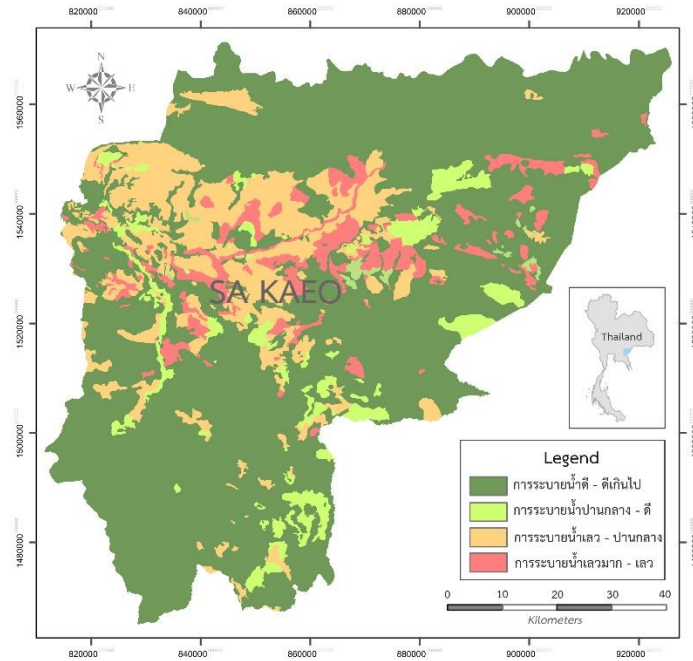 820000 840000 860000 880000 900000 920000
N
W E
S
1560000
1540000
SA KAEO
1520000
Thailand
1500000
Legend
การระบายน้ำดี - ดีเกินไป
การระบายน้ำปานกลาง - ดี
การระบายน้ำเลว - ปานกลาง
การระบายน้ำเลวมาก - เลว
1480000
0 10 20 30 40
Kilometers
820000 840000 860000 880000 900000 920000